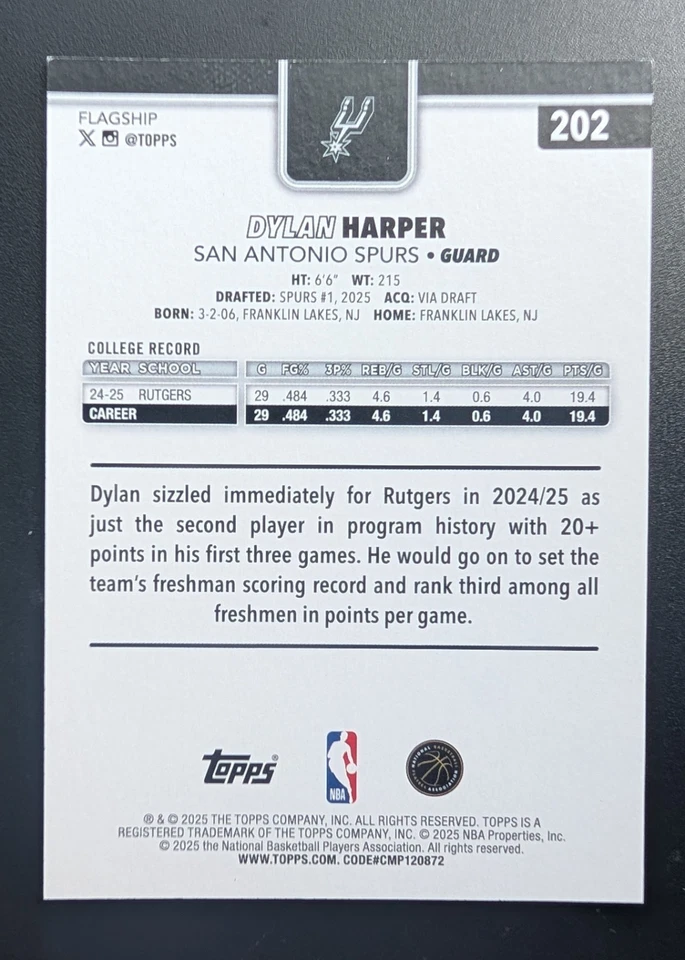 FLAGSHIP
@TOPPS
202
DYLAN HARPER
SAN ANTONIO SPURS • GUARD
HT: 6'6" WT: 215
DRAFTED: SPURS #1, 2025 ACQ: VIA DRAFT
BORN: 3-2-06, FRANKLIN LAKES, NJ HOME: FRANKLIN LAKES, NJ
COLLEGE RECORD
YEAR SCHOOL G FG% 3P% REB/G STL/G BLK/G AST/G PTS/G
24-25 RUTGERS 29 .484 .333 4.6 1.4 0.6 4.0 19.4
CAREER 29 .484 .333 4.6 1.4 0.6 4.0 19.4
Dylan sizzled immediately for Rutgers in 2024/25 as
just the second player in program history with 20+
points in his first three games. He would go on to set the
team's freshman scoring record and rank third among all
freshmen in points per game.
Topps®
NBA
NATIONAL BASKETBALL PLAYERS ASSOCIATION
® & © 2025 THE TOPPS COMPANY, INC. ALL RIGHTS RESERVED. TOPPS IS A
REGISTERED TRADEMARK OF THE TOPPS COMPANY, INC. © 2025 NBA Properties, Inc.
© 2025 the National Basketball Players Association. All rights reserved.
WWW.TOPPS.COM. CODE#CMP120872